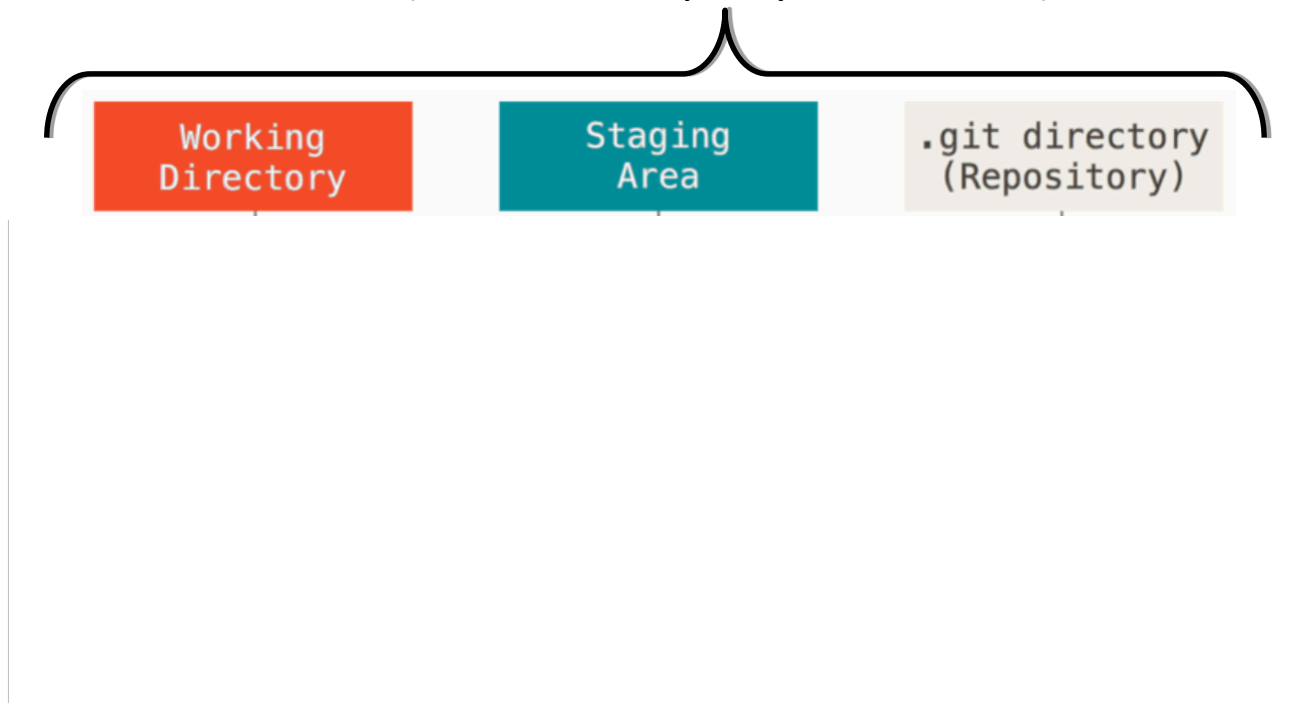 Working
Directory
Staging
Area
.git directory
(Repository)